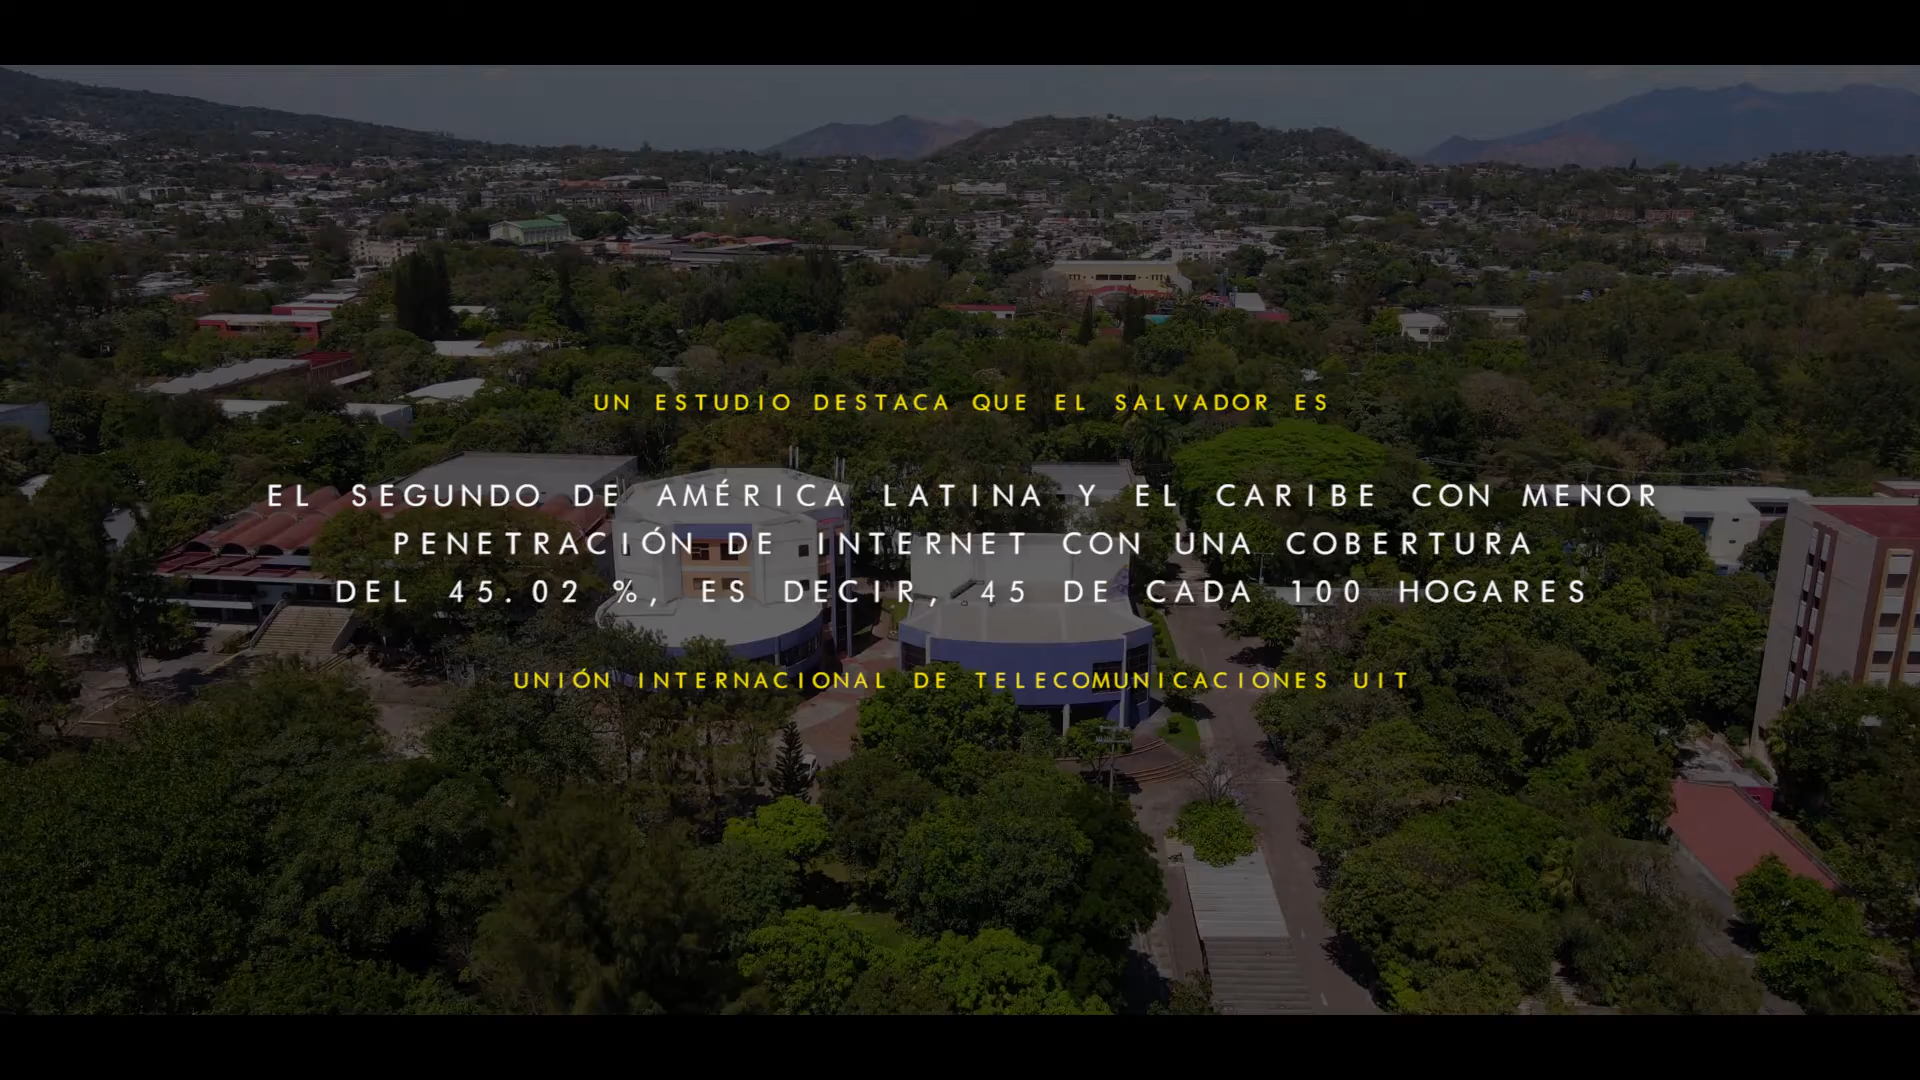 UN ESTUDIO DESTACA QUE EL SALVADOR ES
EL SEGUNDO DE AMÉRICA LATINA Y EL CARIBE CON MENOR
PENETRACIÓN DE INTERNET CON UNA COBERTURA
DEL 45.02 %, ES DECIR, 45 DE CADA 100 HOGARES
UNIÓN INTERNACIONAL DE TELECOMUNICACIONES UIT